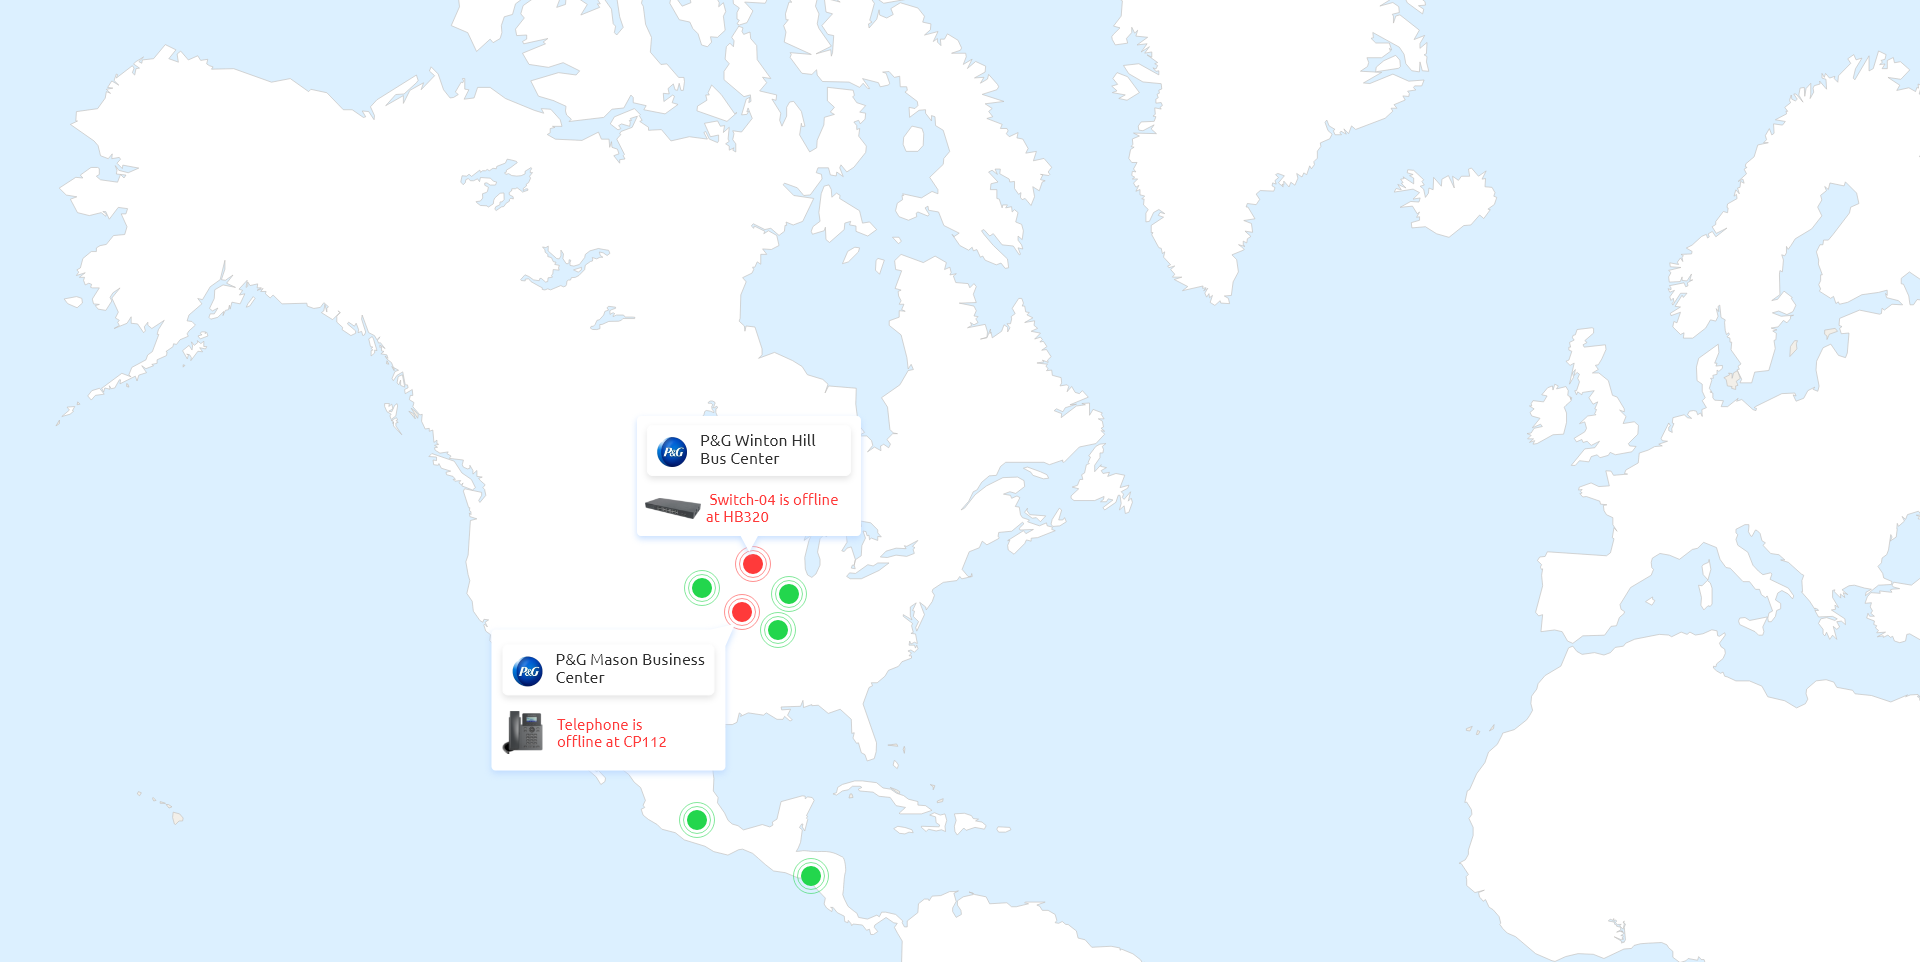 P&G
P&G Winton Hill
Bus Center
Switch-04 is offline
at HB320
P&G
P&G Mason Business
Center
Telephone is
offline at CP112